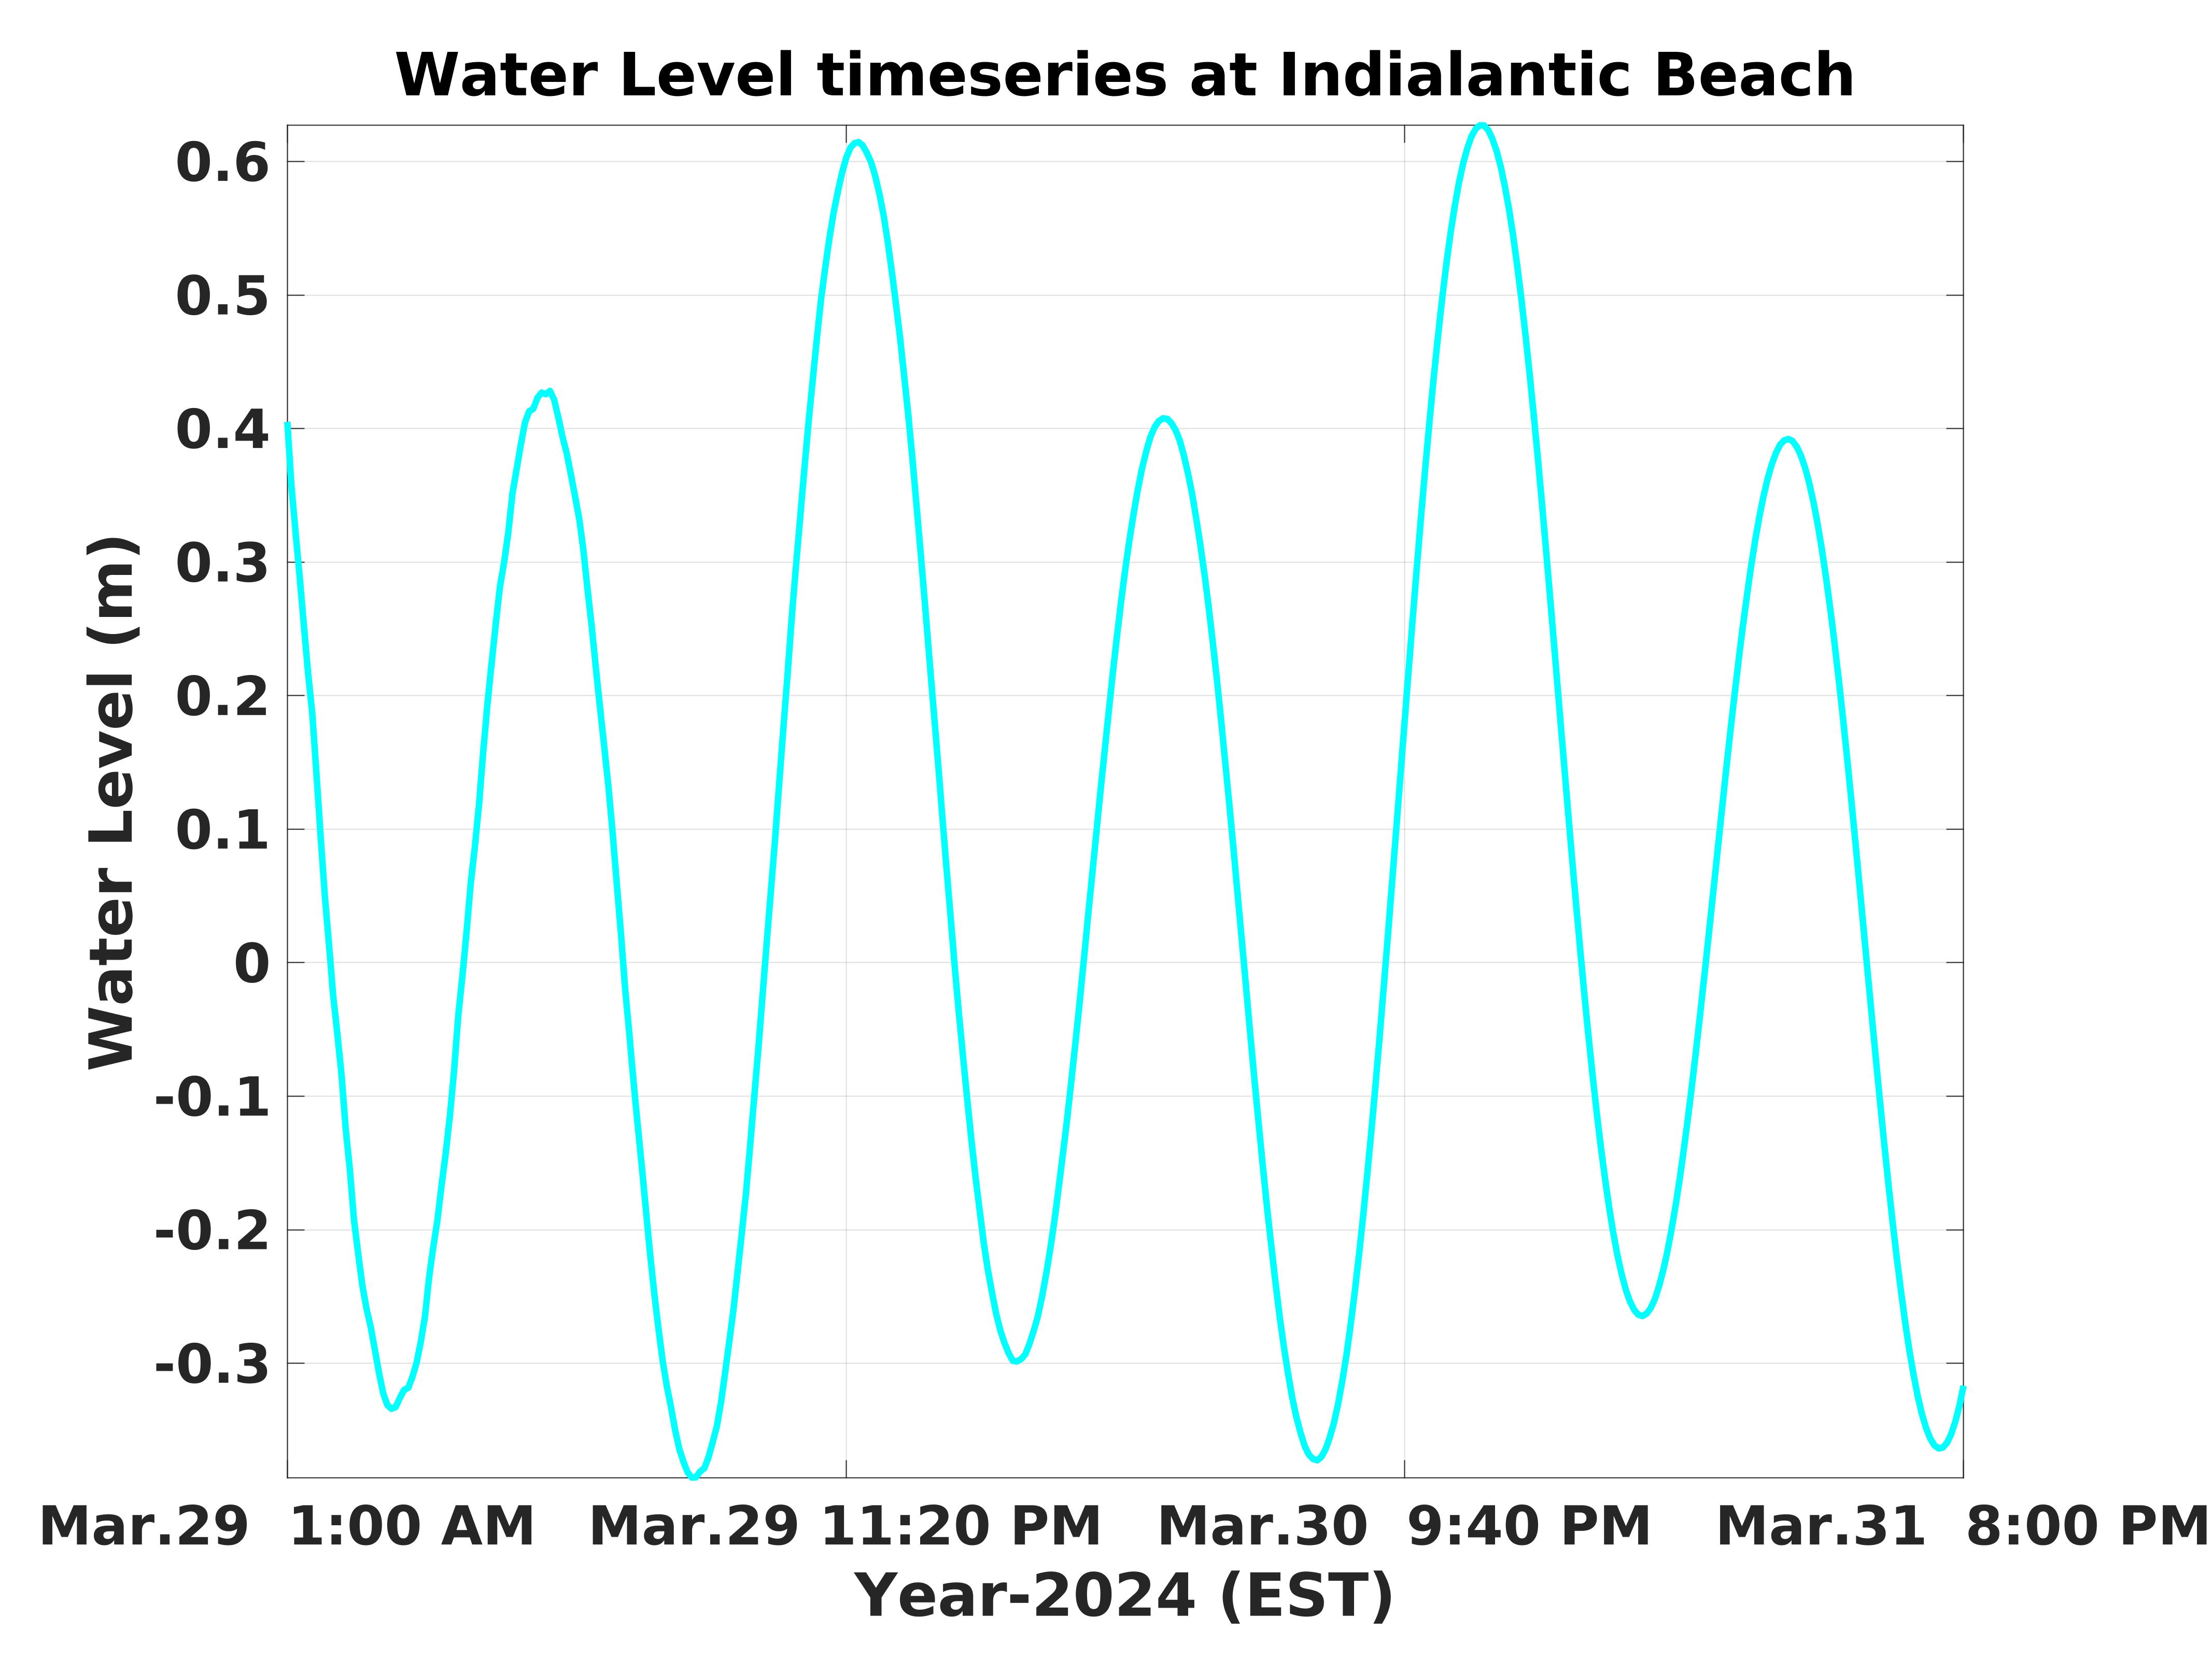 Water Level timeseries at Indialantic Beach
0.6
0.5
0.4
0.3
0.2
0.1
0
-0.1
-0.2
-0.3
Water Level (m)
Mar.29 1:00 AM Mar.29 11:20 PM Mar.30 9:40 PM Mar.31 8:00 PM
Year-2024 (EST)